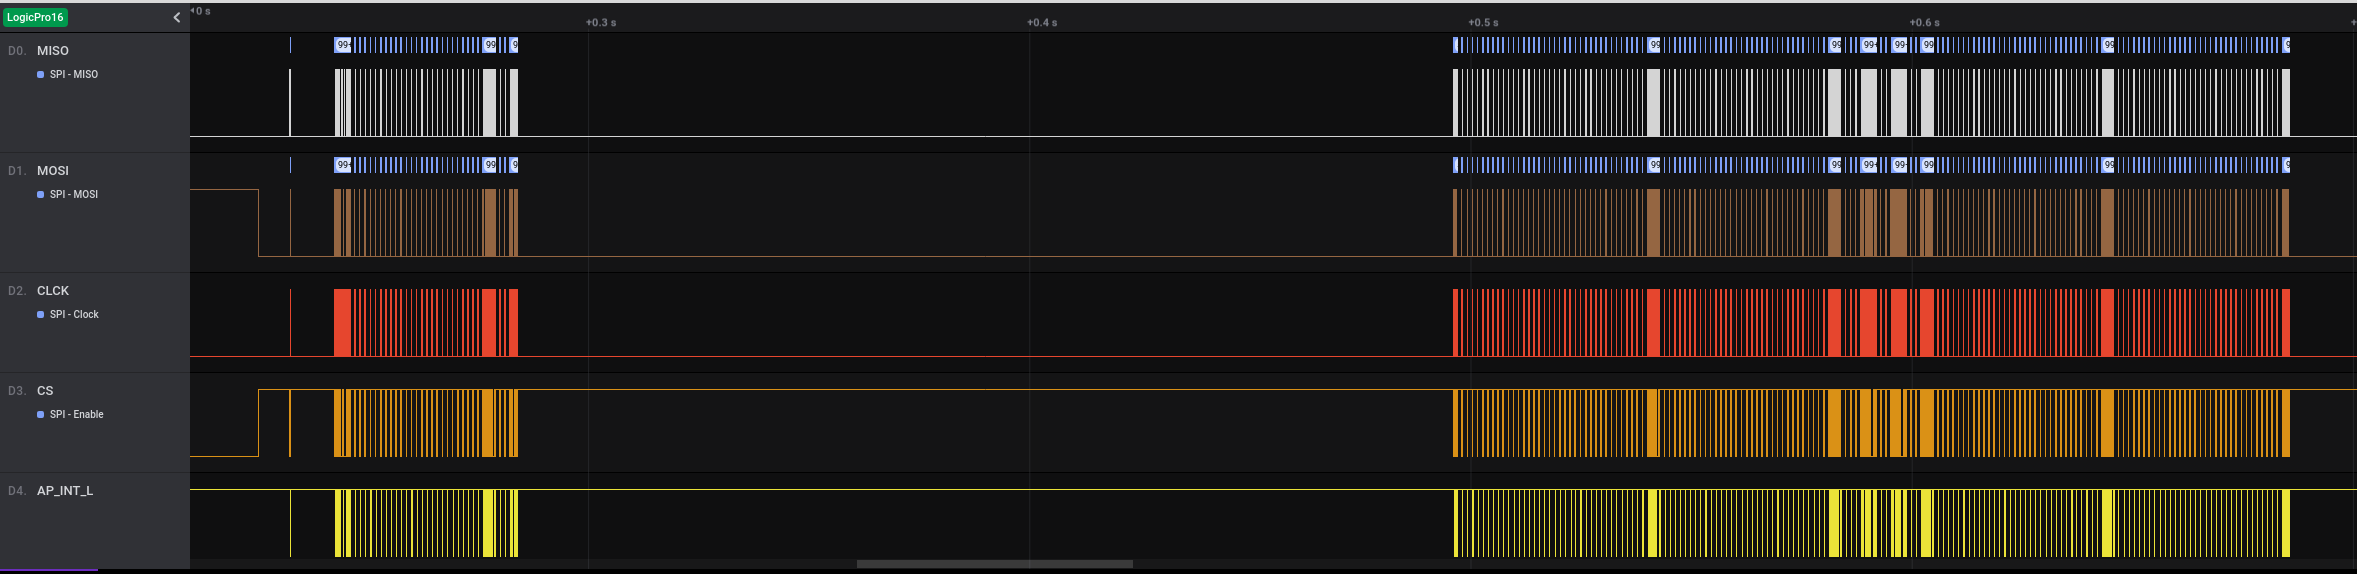 LogicPro16
0 s
+0.3 s
+0.4 s
+0.5 s
+0.6 s
D0. MISO
SPI - MISO
99+ 99 9 99 99 99+ 99+ 99 99 9
D1. MOSI
SPI - MOSI
99+ 99 9 99 99 99+ 99+ 99 99 9
D2. CLCK
SPI - Clock
D3. CS
SPI - Enable
D4. AP_INT_L